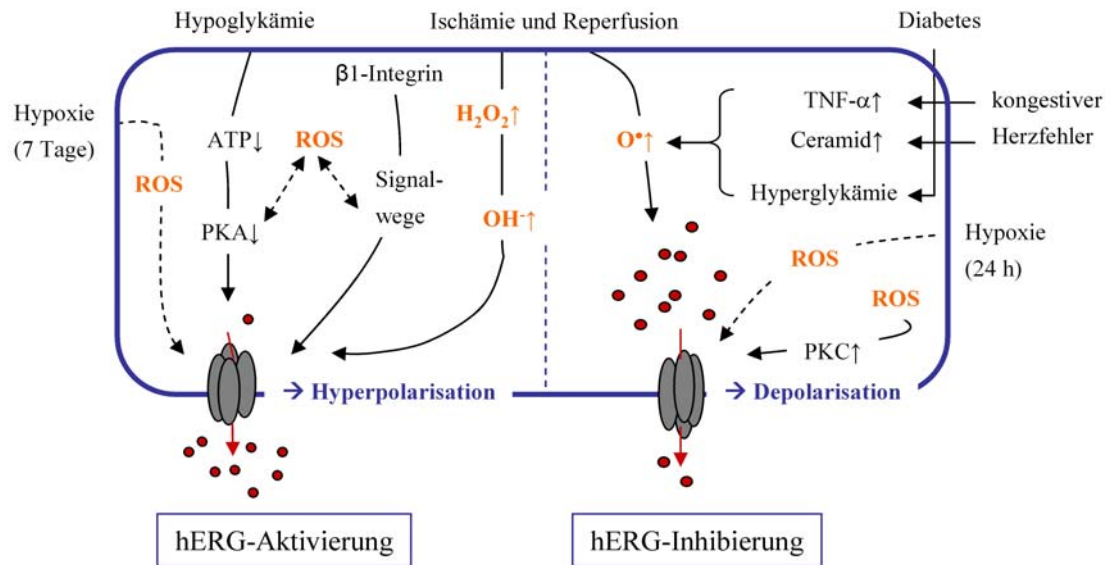 Hypoglykämie
Ischämie und Reperfusion
Diabetes
β1-Integrin
Hypoxie
(7 Tage)
ATP↓
ROS
ROS
PKA↓
Signal-
wege
H₂O₂↑
OH⁻↑
O•↑
TNF-α↑
Ceramid↑
Hyperglykämie
kongestiver
Herzfehler
Hypoxie
(24 h)
ROS
ROS
PKC↑
→ Hyperpolarisation
→ Depolarisation
hERG-Aktivierung
hERG-Inhibierung